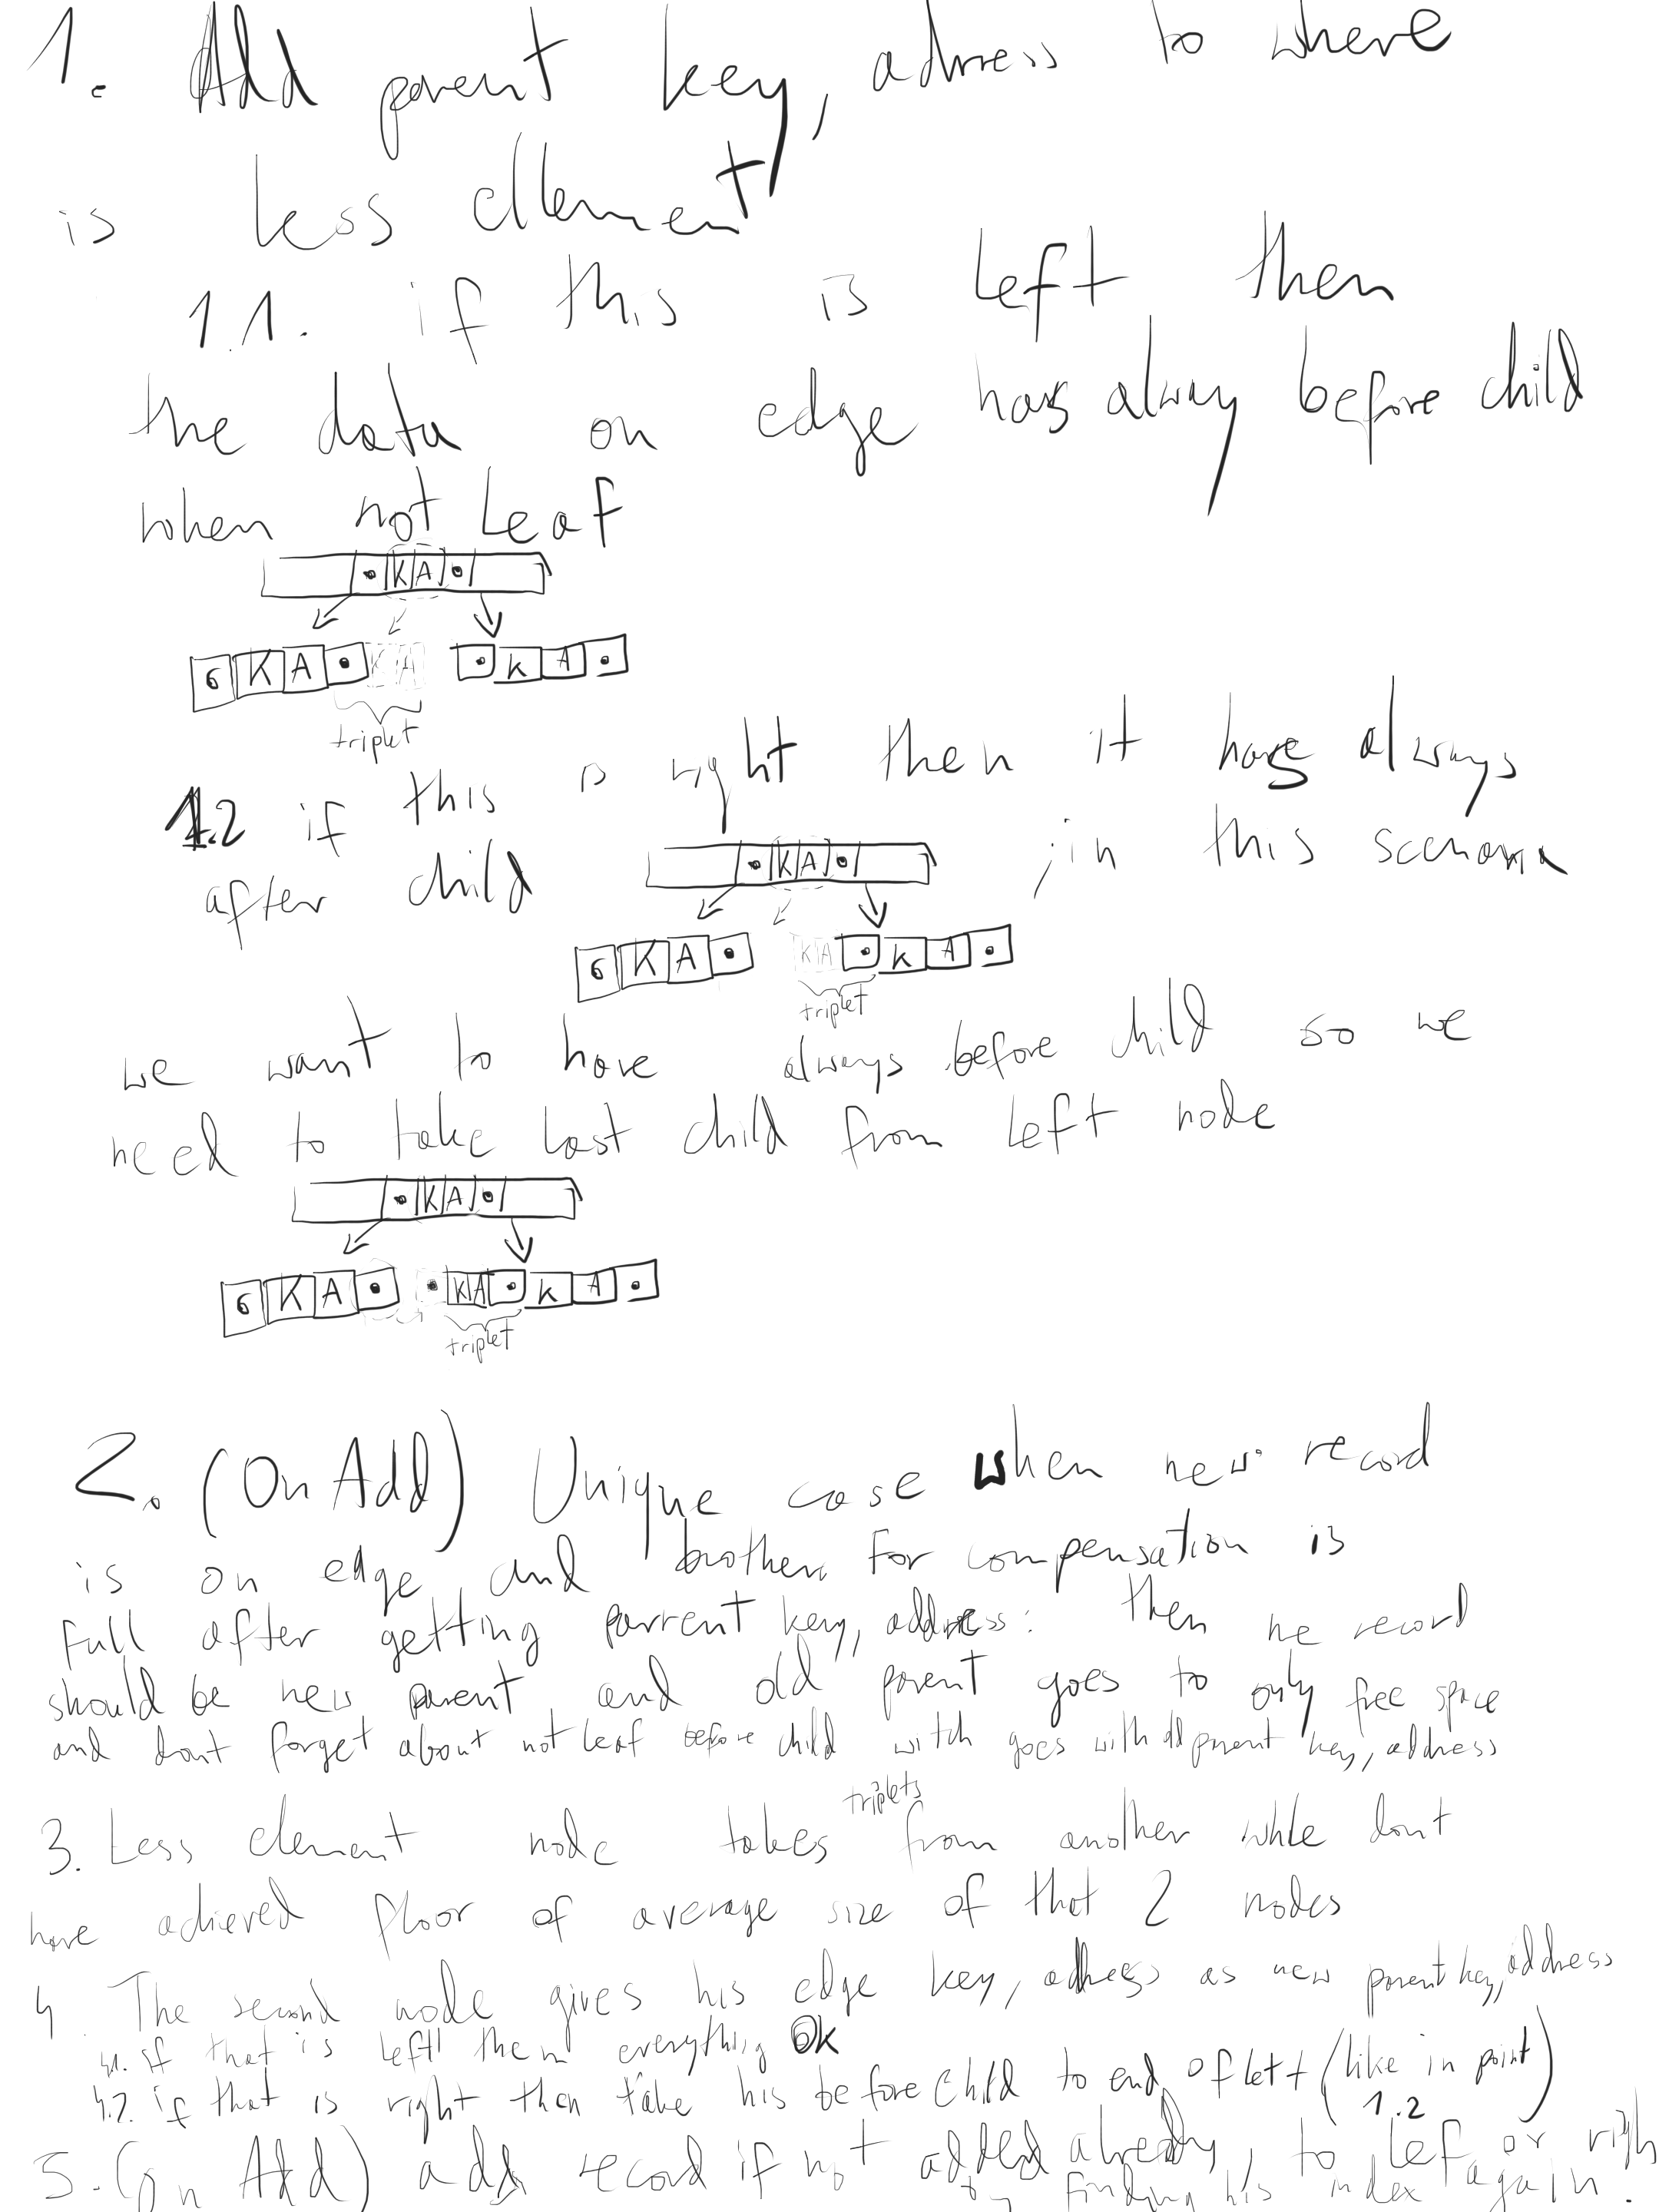 1. Add parent key, adress to where
is less element
1.1. if this is left then
the data on edge has alway before child
when not leaf
• K A •
6 K A • K A • K A •
triplet
1.2 if this is right then it has always
after child ; in this scenoria
• K A •
6 K A • K A • K A •
triplet
we want to have always before child so we
need to take last child from left node
• K A •
6 K A • • K A • K A •
triplet
2. (On Add) Unique case when new record
is on edge and brother for compensation is
full after getting parrent key, address: then ne record
should be new parent and old parent goes to only free space
and dont forget about not leaf before child witch goes with old parent key, address
3. Less element node takes triplets from another while dont
have achieved floor of average size of that 2 nodes
4 The second node gives his edge key, address as new parent key, address
4.1. if that is left then everything OK
4.2. if that is right then take his before child to end of left (like in point 1.2)
5. (On Add) add record if not added already, to lef or righ
by finding his index again.